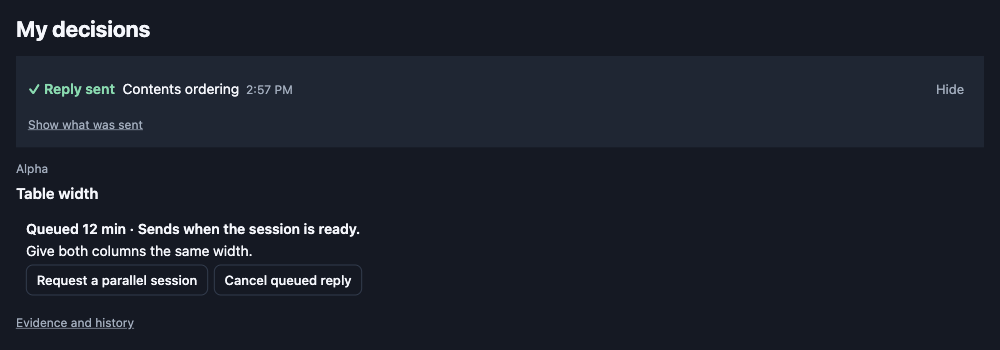 My decisions
✓ Reply sent Contents ordering 2:57 PM Hide
Show what was sent
Alpha
Table width
Queued 12 min · Sends when the session is ready.
Give both columns the same width.
Request a parallel session Cancel queued reply
Evidence and history